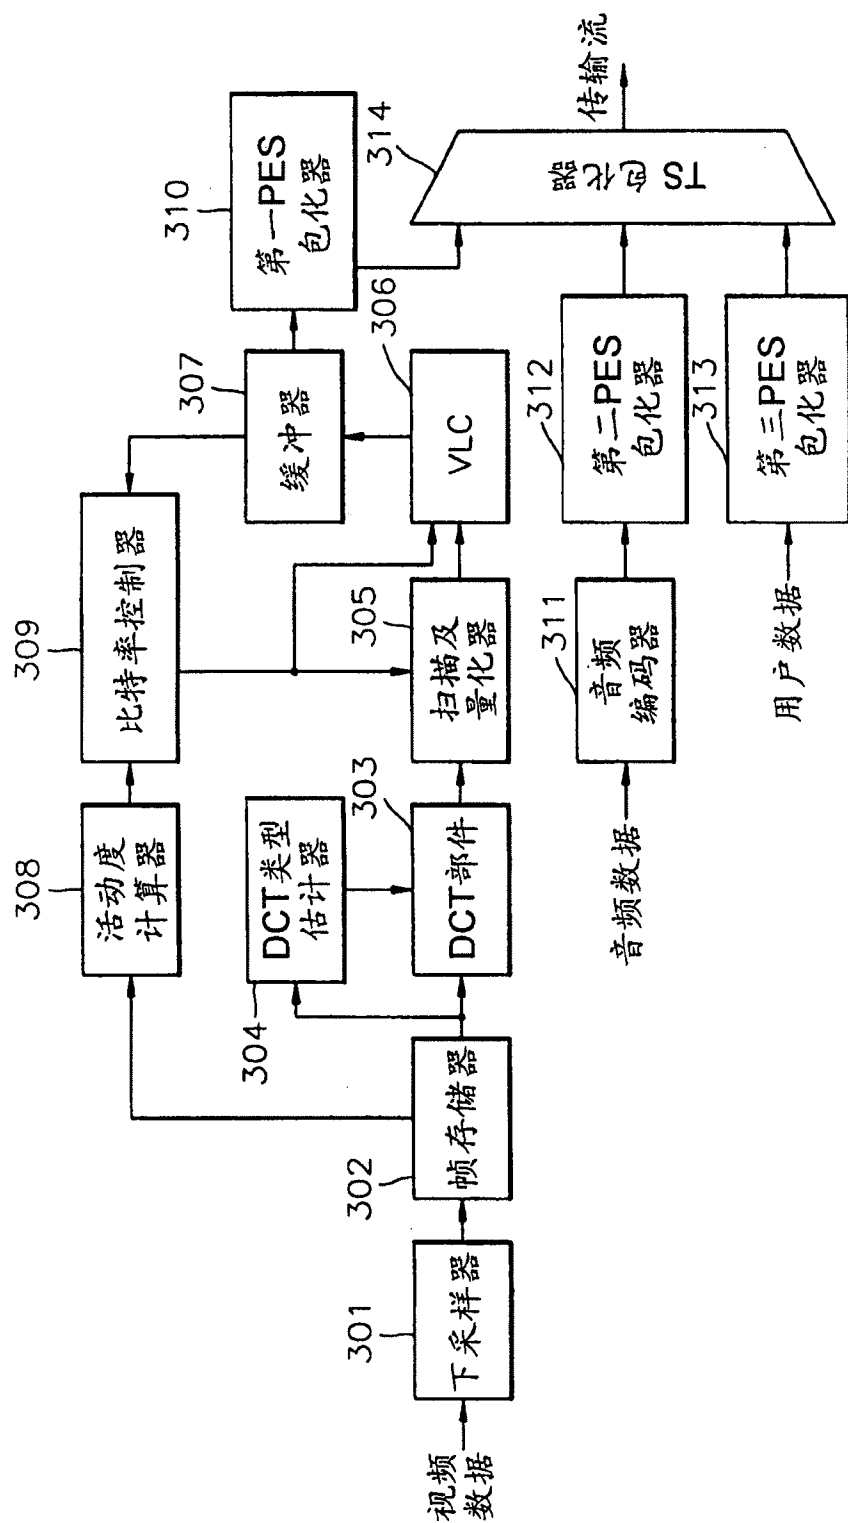 309
比特率控制器
308
活动度
计算器
307
缓冲器
310
第一PES
包化器
304
DCT类型
估计器
306
VLC
314
TS包化
器
传输流
视频
数据
301
下采样器
302
帧存储器
303
DCT部件
305
扫描及
量化器
音频数据
311
音频
编码器
312
第二PES
包化器
用户数据
313
第三PES
包化器